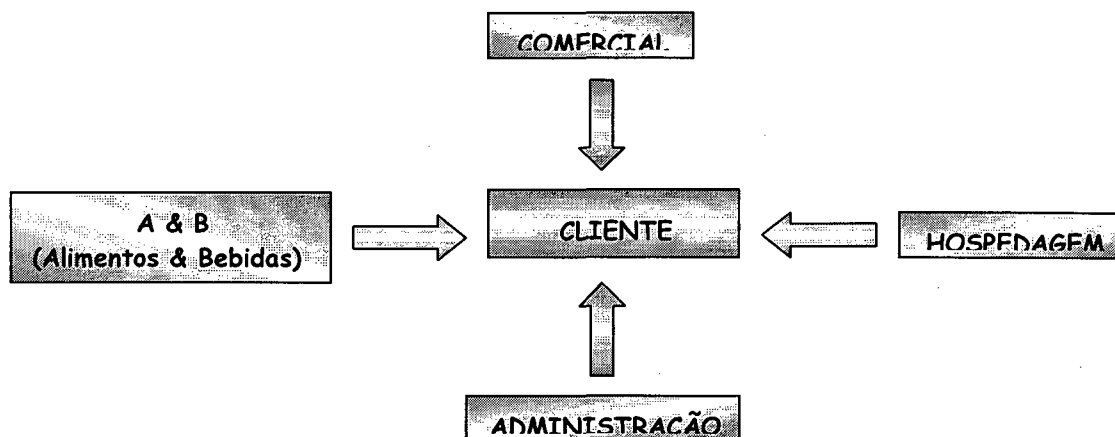 COMERCIAL
A & B
(Alimentos & Bebidas)
CLIENTE
HOSPEDAGEM
ADMINISTRAÇÃO